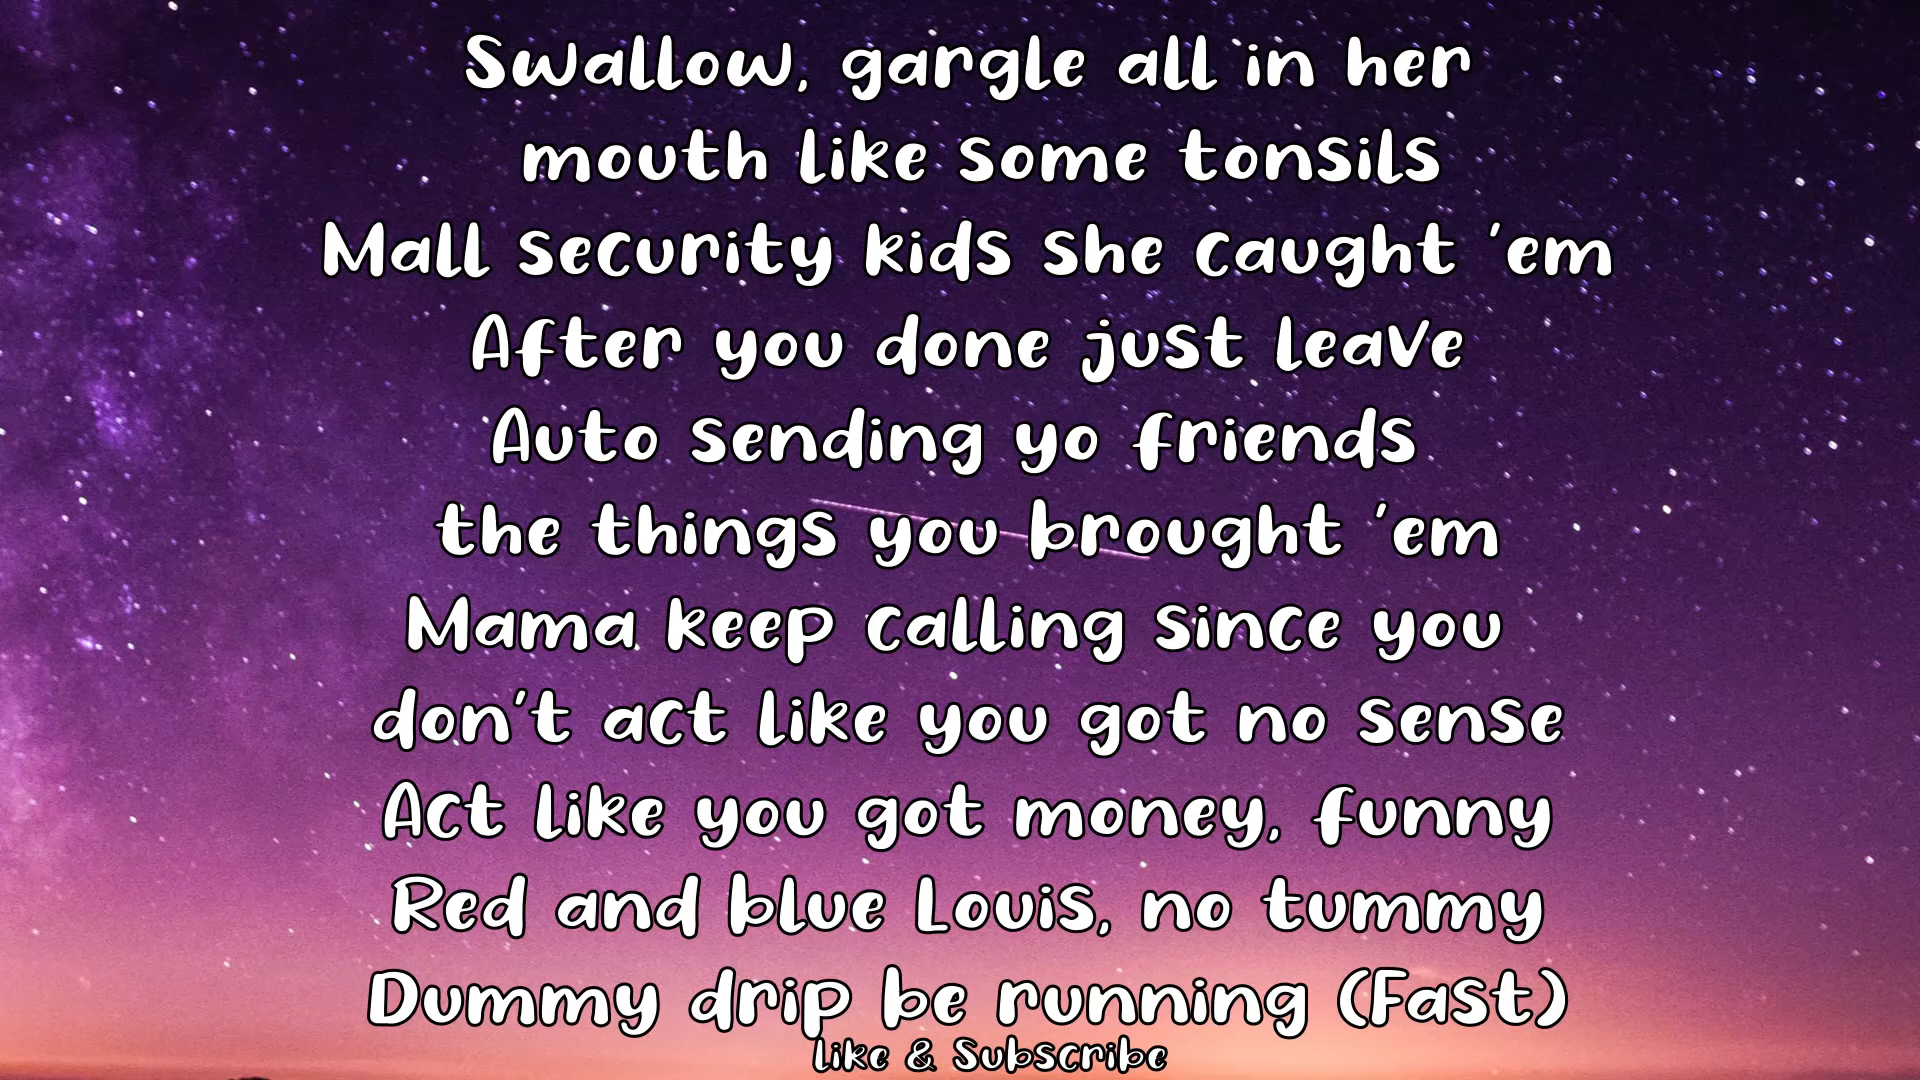 Swallow, gargle all in her
mouth like some tonsils
Mall security kids she caught 'em
After you done just leave
Auto sending yo friends
the things you brought 'em
Mama keep calling since you
don't act like you got no sense
Act like you got money, funny
Red and blue Louis, no tummy
Dummy drip be running (Fast)
Like & Subscribe